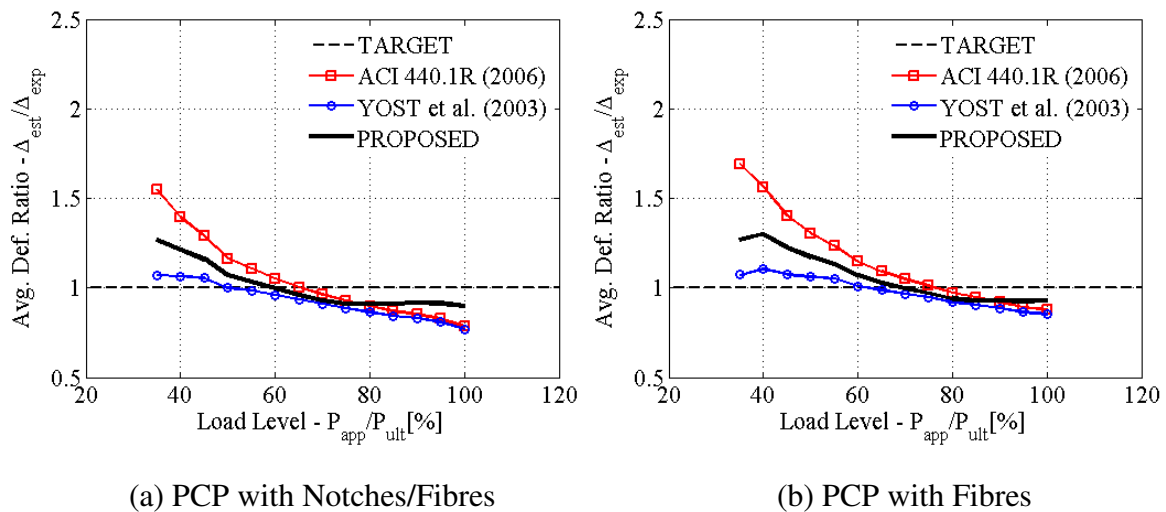 2.5
2
1.5
1
0.5
20
40
60
80
100
120
Avg. Def. Ratio - Δest/Δexp
Load Level - Papp/Pult[%]
TARGET
ACI 440.1R (2006)
YOST et al. (2003)
PROPOSED
(a) PCP with Notches/Fibres
2.5
2
1.5
1
0.5
20
40
60
80
100
120
Avg. Def. Ratio - Δest/Δexp
Load Level - Papp/Pult[%]
TARGET
ACI 440.1R (2006)
YOST et al. (2003)
PROPOSED
(b) PCP with Fibres